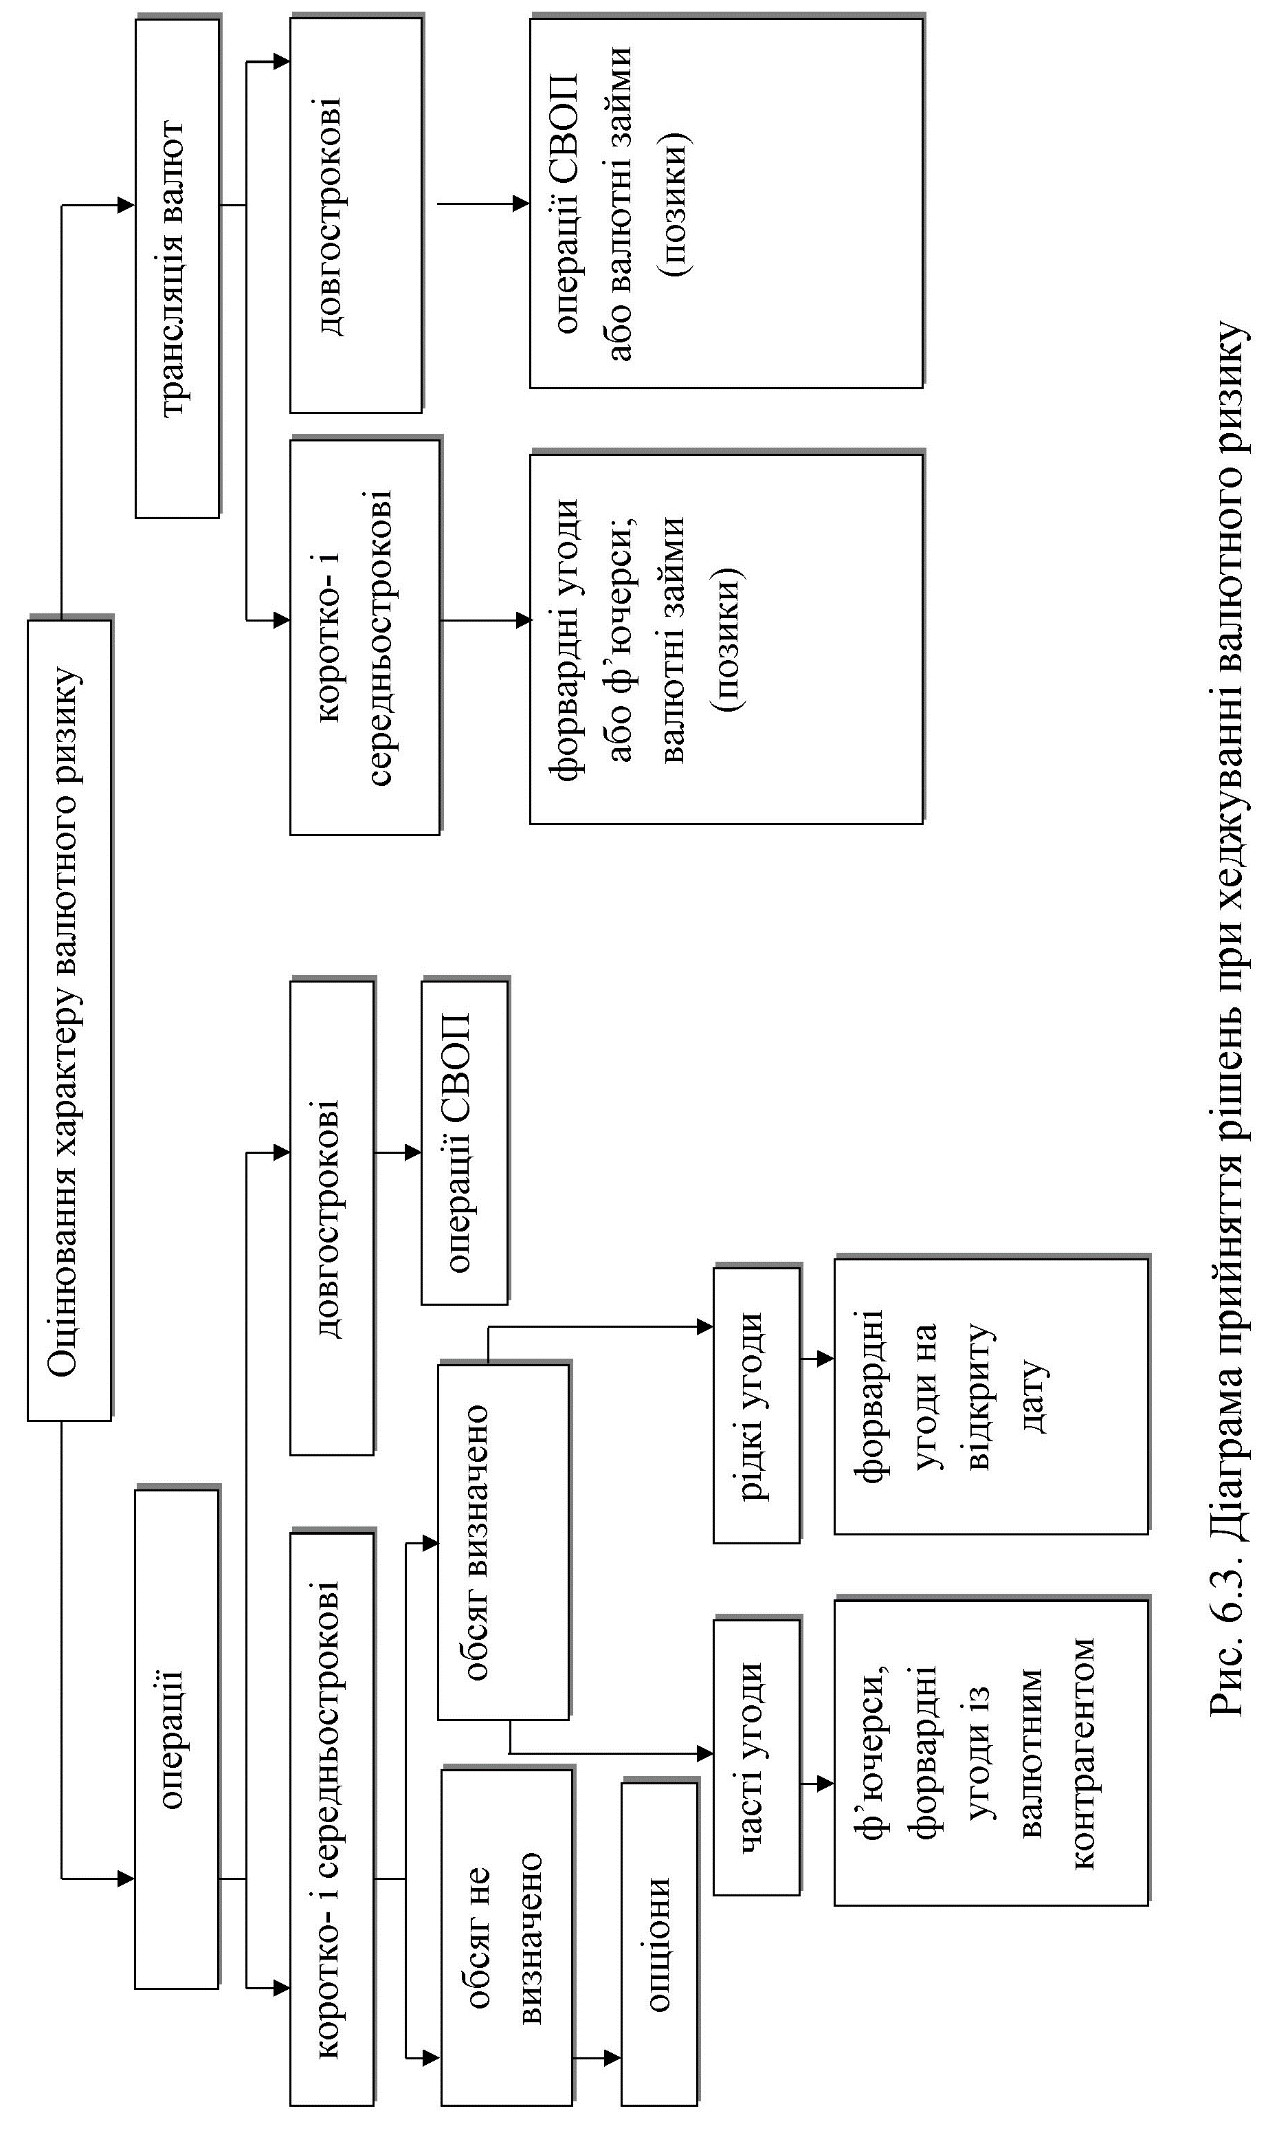 Оцінювання характеру валютного ризику
операції
трансляція валют
коротко- і середньострокові
довгострокові
коротко- і
середньострокові
довгострокові
обсяг не
визначено
обсяг визначено
операції СВОП
форвардні угоди
або ф’ючерси;
валютні займи
(позики)
операції СВОП
або валютні займи
(позики)
опціони
часті угоди
рідкі угоди
ф’ючерси,
форвардні
угоди із
валютним
контрагентом
форвардні
угоди на
відкриту
дату
Рис. 6.3. Діаграма прийняття рішень при хеджуванні валютного ризику